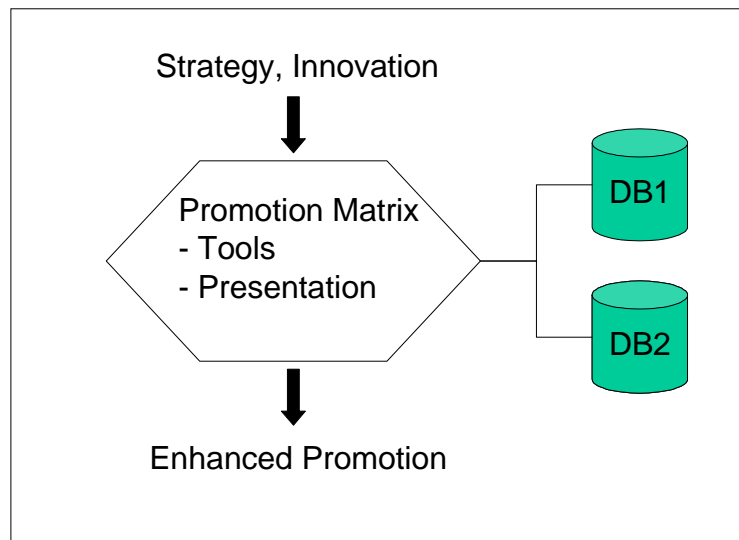 Strategy, Innovation
Promotion Matrix
- Tools
- Presentation
DB1
DB2
Enhanced Promotion